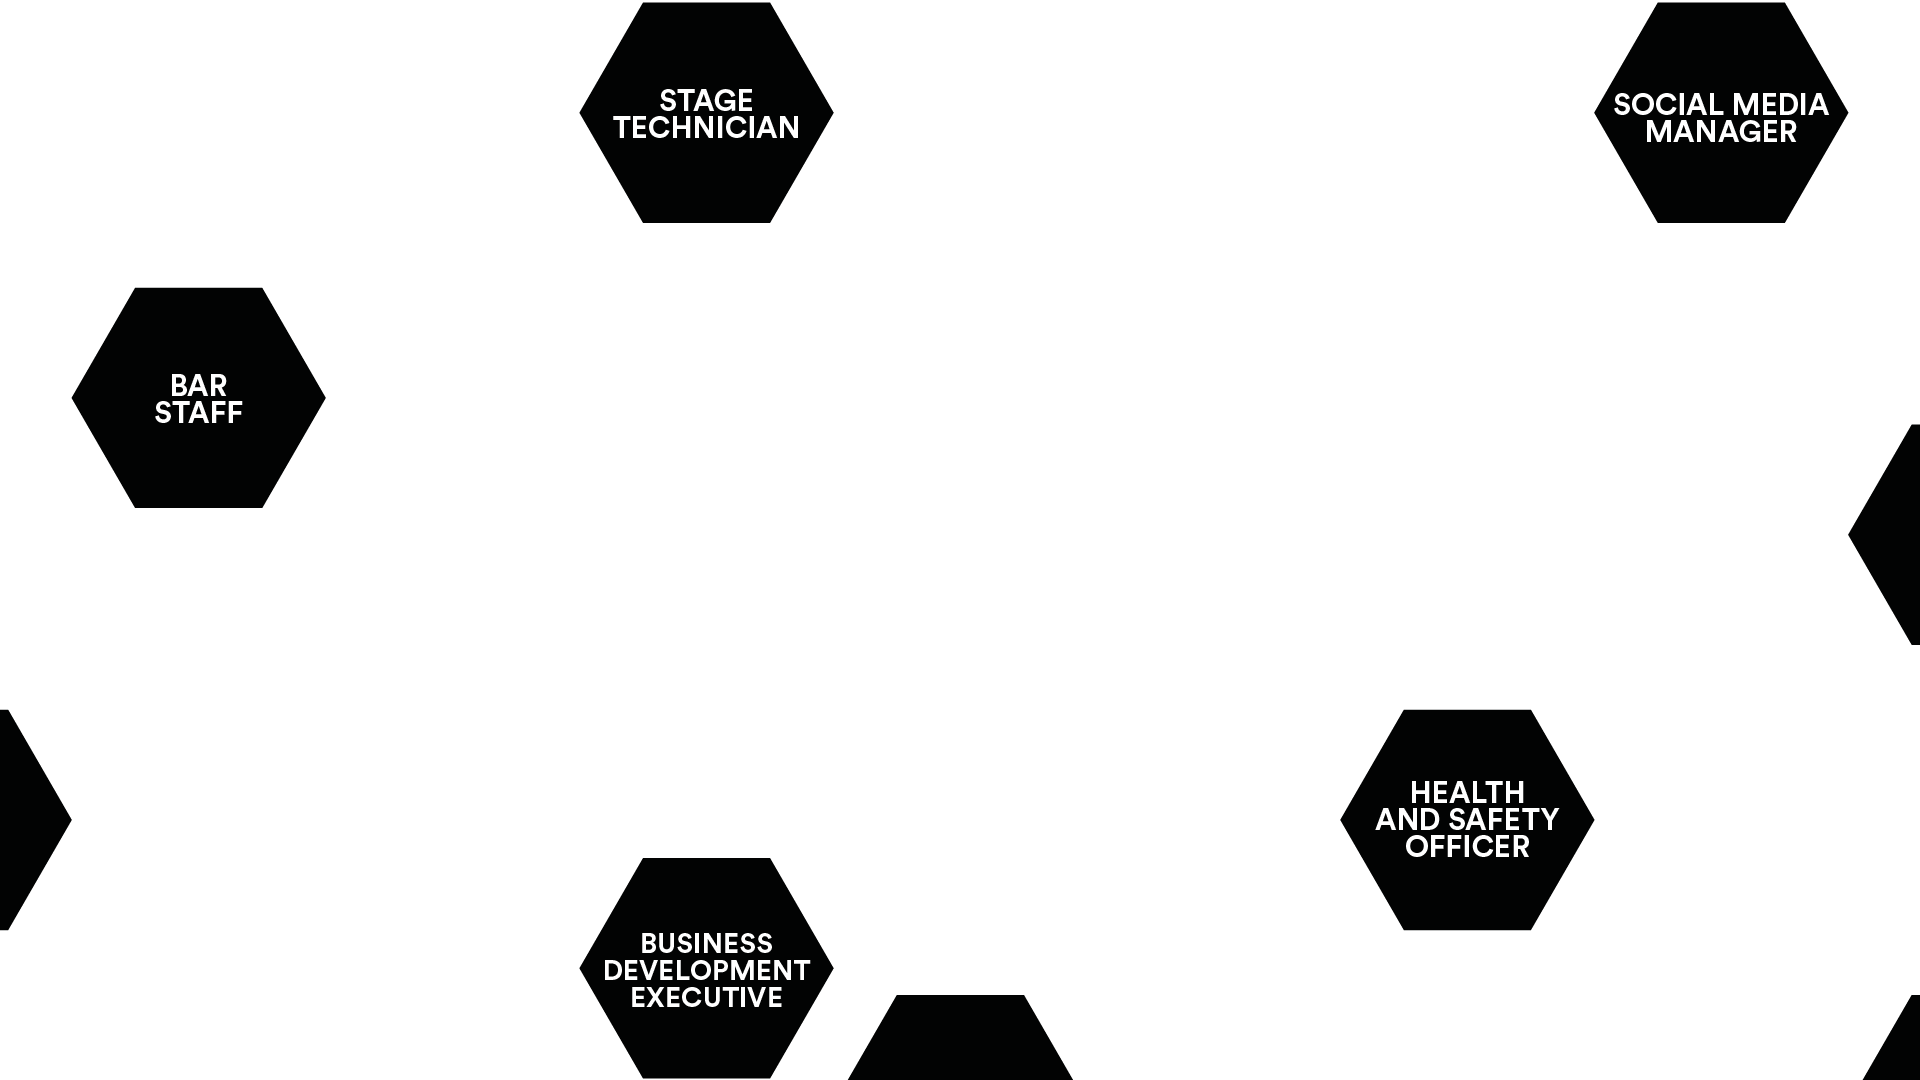 STAGE
TECHNICIAN
SOCIAL MEDIA
MANAGER
BAR
STAFF
HEALTH
AND SAFETY
OFFICER
BUSINESS
DEVELOPMENT
EXECUTIVE